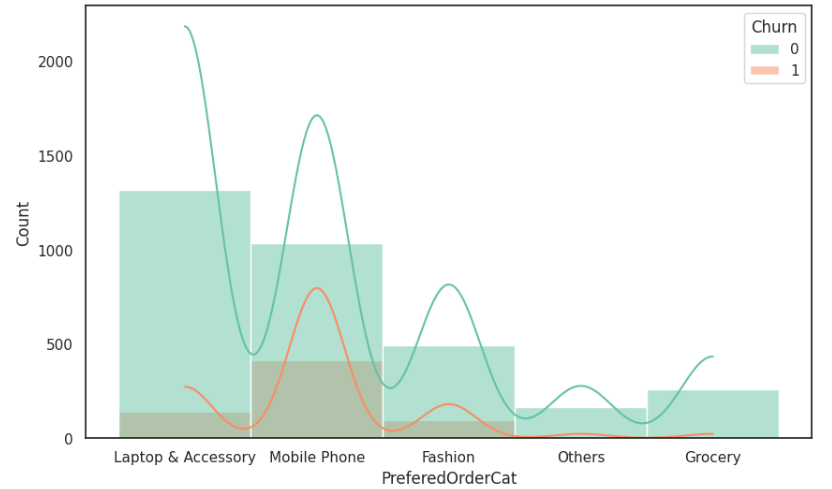 Churn
0
1
2000
1500
1000
500
0
Count
Laptop & Accessory Mobile Phone Fashion Others Grocery
PreferedOrderCat